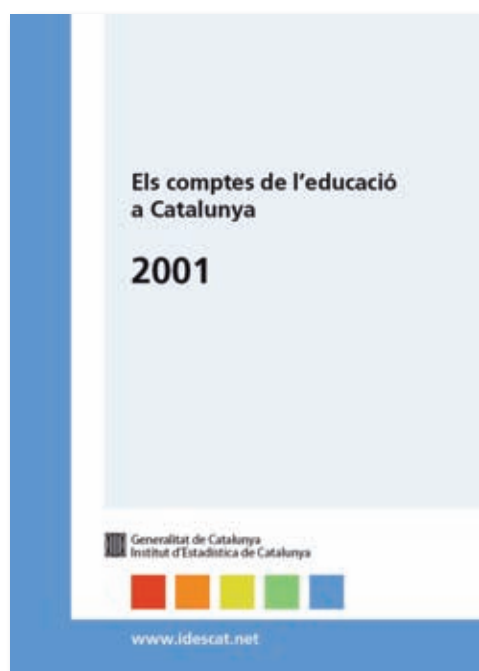 Els comptes de l'educació
a Catalunya
2001
Generalitat de Catalunya
Institut d'Estadística de Catalunya
www.idescat.net